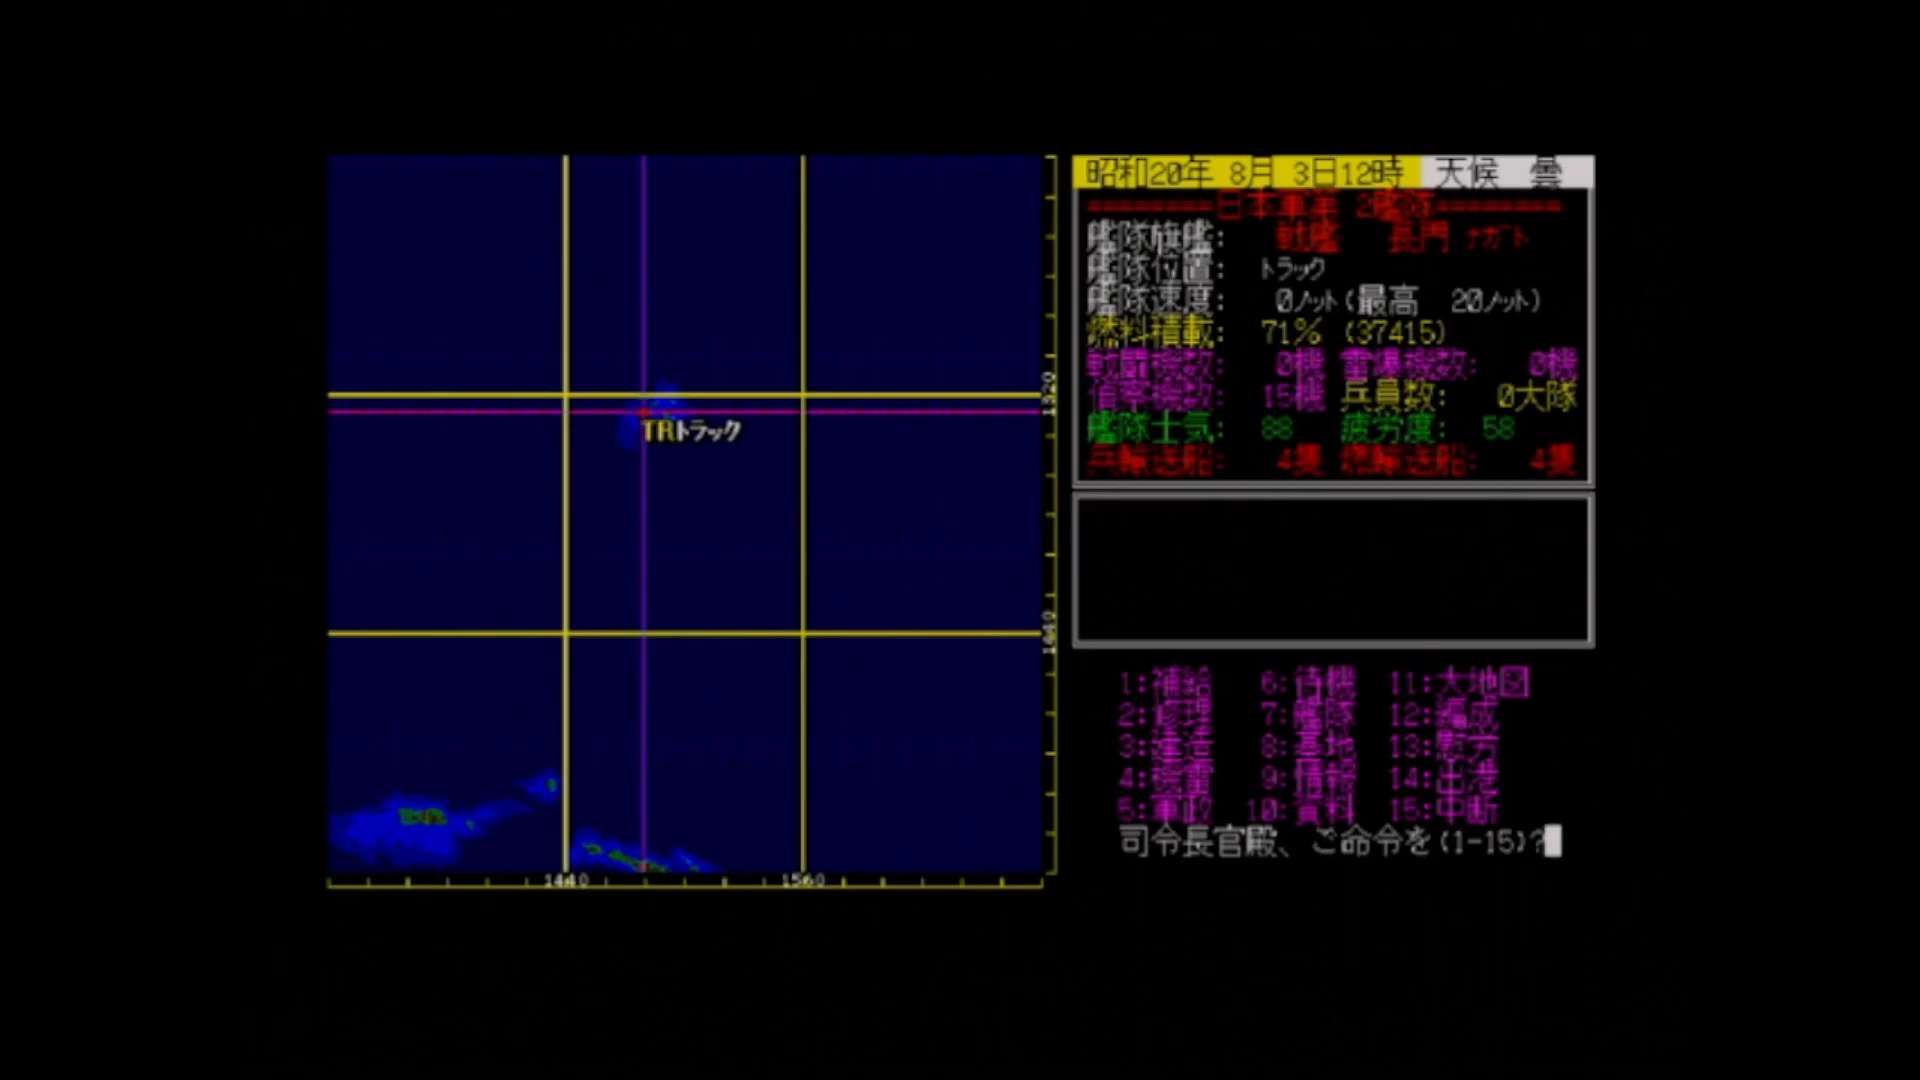 昭和20年 8月 3日12時 天候 曇
========日本軍第 2艦隊========
艦隊旗艦: 戦艦 長門 ナガト
艦隊位置: トラック
艦隊速度: 0ノット(最高 20ノット)
燃料積載: 71% (37415)
戦闘機数: 0機 雷爆機数: 0機
偵察機数: 15機 兵員数: 0大隊
艦隊士気: 88 疲労度: 58
兵輸送船: 4隻 燃輸送船: 4隻
1320
TRトラック
1440
1440 1560
1:補給 6:待機 11:大地図
2:修理 7:艦隊 12:編成
3:建造 8:基地 13:慰労
4:機雷 9:情報 14:出港
5:軍政 10:資料 15:中断
司令長官殿、ご命令を(1-15)?